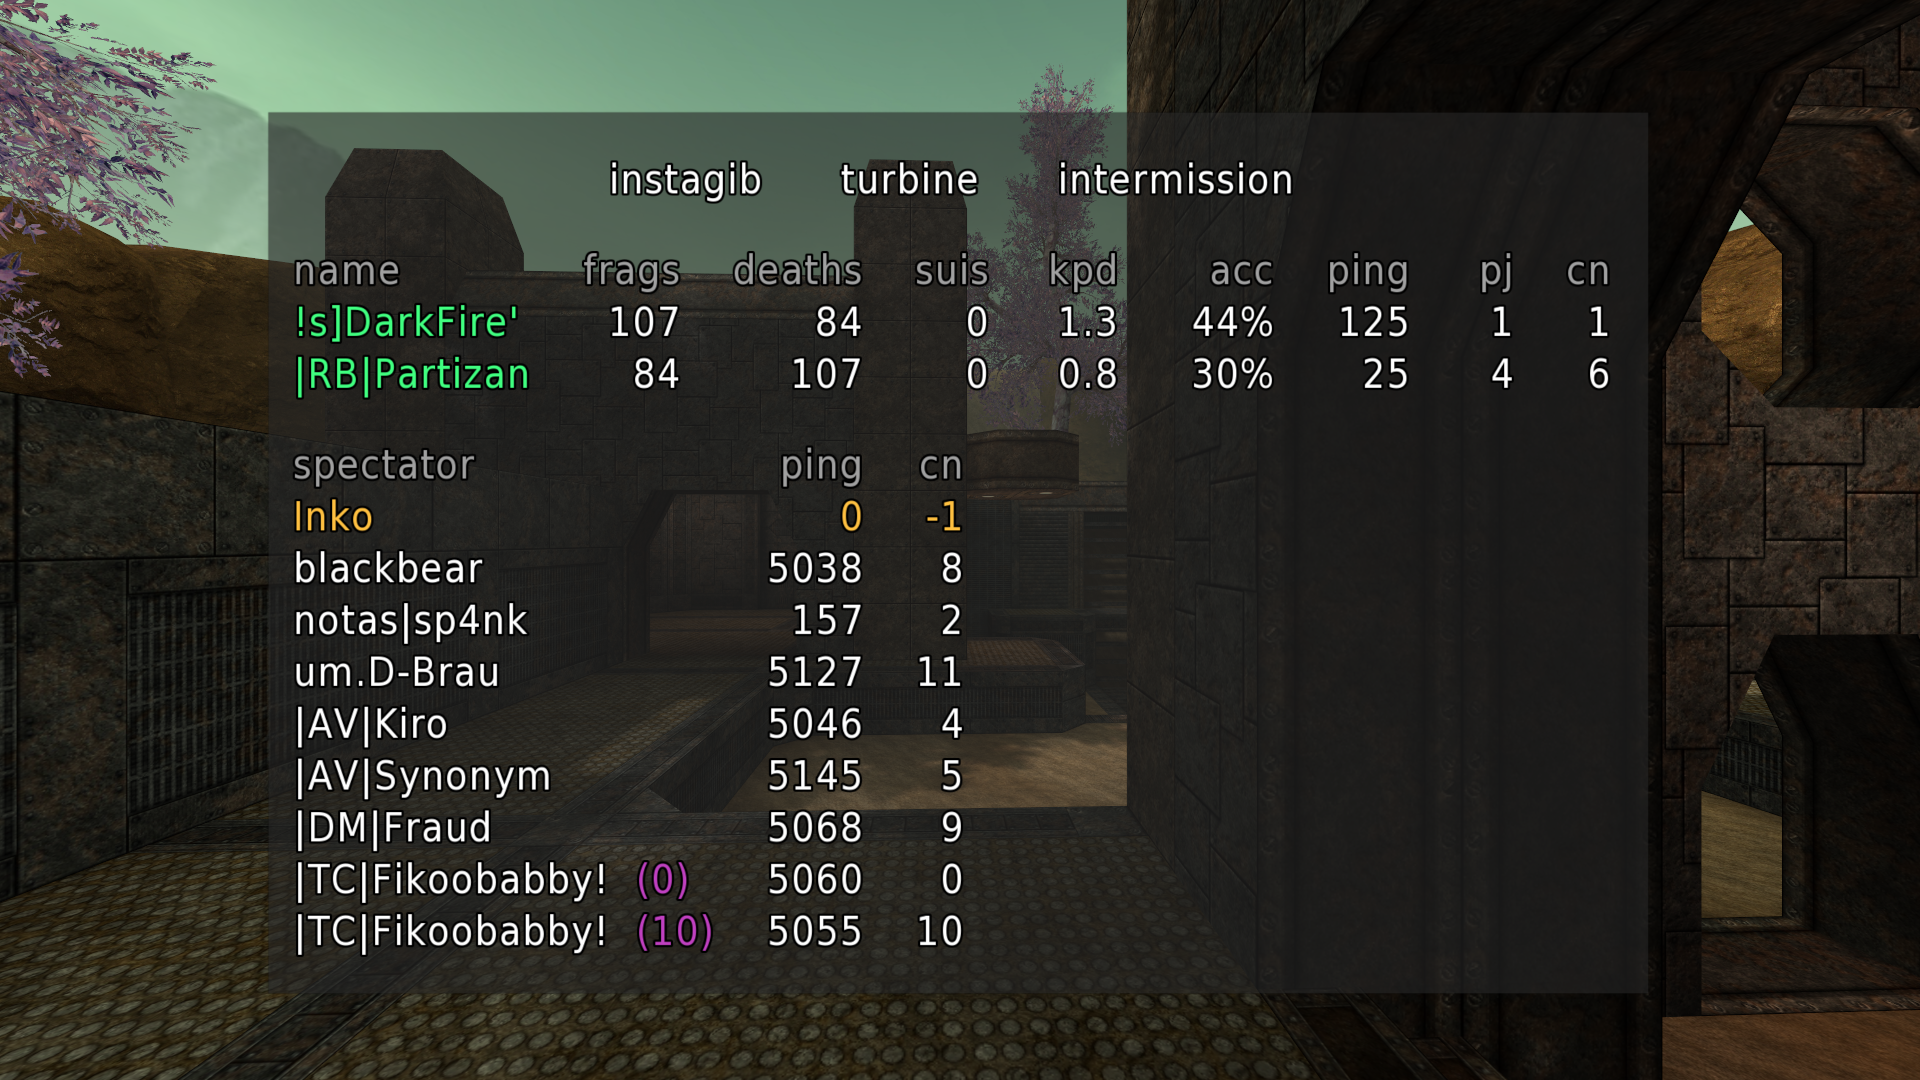 instagib turbine intermission
name frags deaths suis kpd acc ping pj cn
!s]DarkFire' 107 84 0 1.3 44% 125 1 1
|RB|Partizan 84 107 0 0.8 30% 25 4 6
spectator ping cn
Inko 0 -1
blackbear 5038 8
notas|sp4nk 157 2
um.D-Brau 5127 11
|AV|Kiro 5046 4
|AV|Synonym 5145 5
|DM|Fraud 5068 9
|TC|Fikoobabby! (0) 5060 0
|TC|Fikoobabby! (10) 5055 10